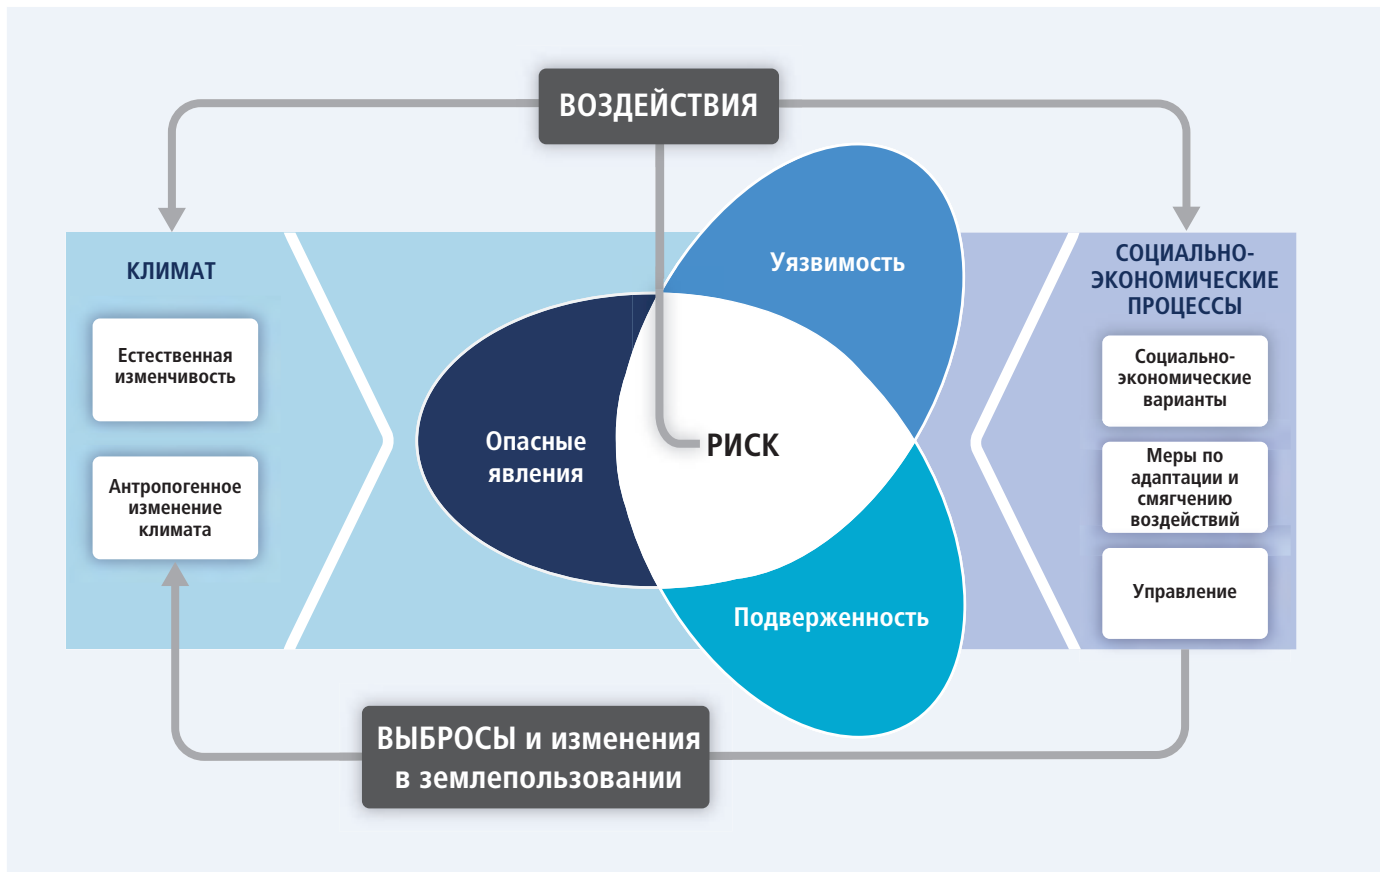 ВОЗДЕЙСТВИЯ
КЛИМАТ
Естественная
изменчивость
Антропогенное
изменение
климата
Уязвимость
Опасные
явления
РИСК
Подверженность
СОЦИАЛЬНО-
ЭКОНОМИЧЕСКИЕ
ПРОЦЕССЫ
Социально-
экономические
варианты
Меры по
адаптации и
смягчению
воздействий
Управление
ВЫБРОСЫ и изменения
в землепользовании